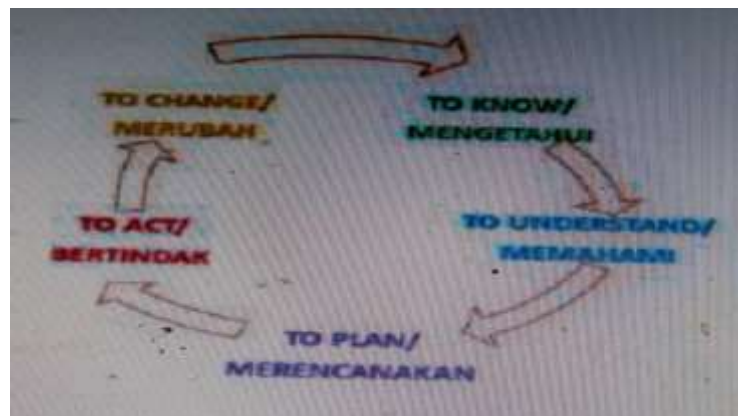 TO CHANGE/
MERUBAH
TO KNOW/
MENGETAHUI
TO UNDERSTAND/
MEMAHAMI
TO PLAN/
MERENCANAKAN
TO ACT/
BERTINDAK